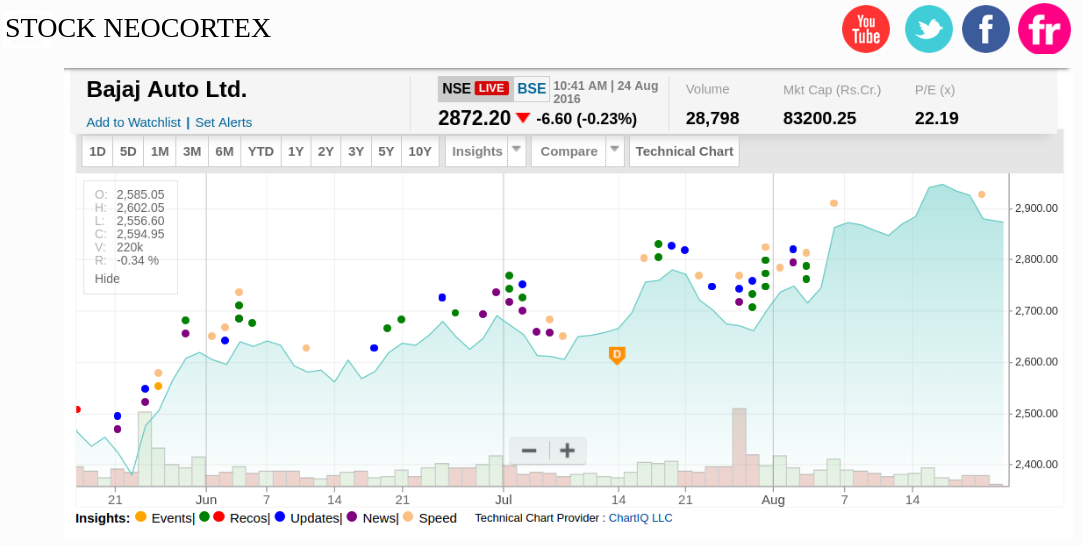 STOCK NEOCORTEX
You
Tube
f
fr
Bajaj Auto Ltd.
Add to Watchlist | Set Alerts
NSE LIVE BSE 10:41 AM | 24 Aug
2016
2872.20 -6.60 (-0.23%)
Volume Mkt Cap (Rs.Cr.) P/E (x)
28,798 83200.25 22.19
1D 5D 1M 3M 6M YTD 1Y 2Y 3Y 5Y 10Y Insights Compare Technical Chart
O: 2,585.05
H: 2,602.05
L: 2,556.60
C: 2,594.95
V: 220k
R: -0.34 %
Hide
2,900.00
2,800.00
2,700.00
2,600.00
2,500.00
2,400.00
D
21 Jun 7 14 21 Jul 14 21 Aug 7 14
Insights: Events| Recos| Updates| News| Speed Technical Chart Provider : ChartIQ LLC